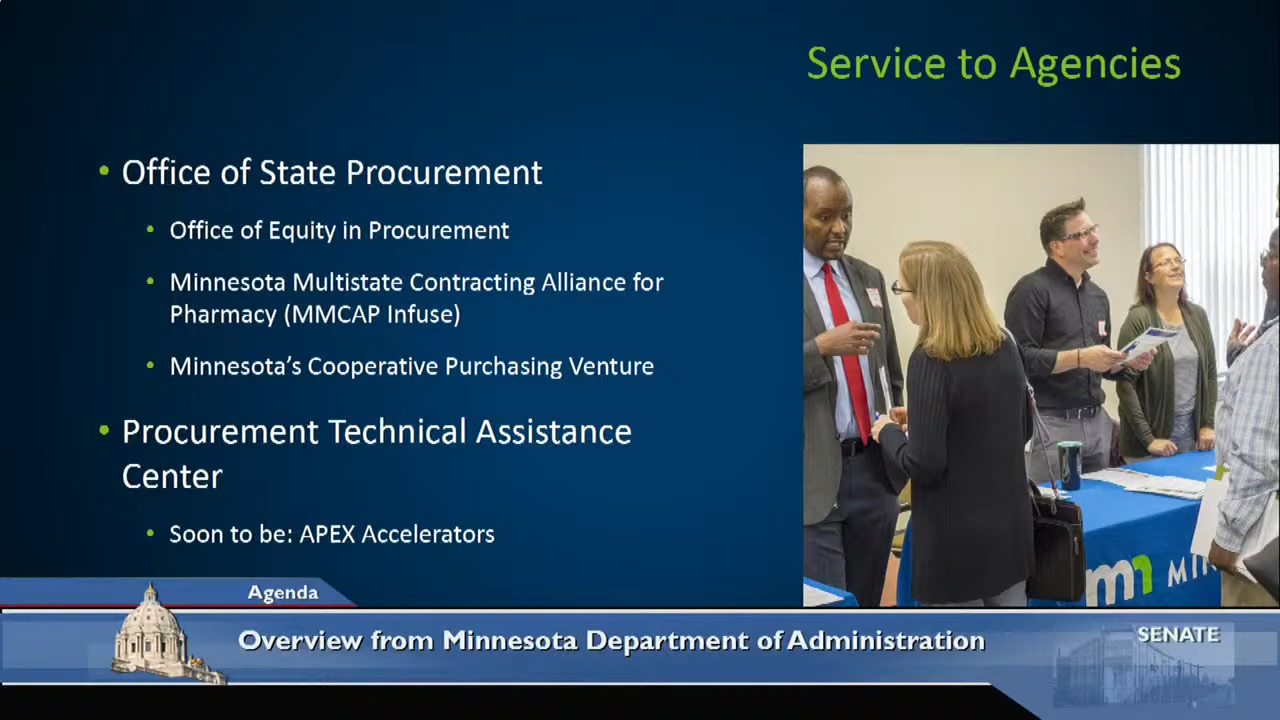 Service to Agencies
• Office of State Procurement
• Office of Equity in Procurement
• Minnesota Multistate Contracting Alliance for
Pharmacy (MMCAP Infuse)
• Minnesota's Cooperative Purchasing Venture
• Procurement Technical Assistance
Center
• Soon to be: APEX Accelerators
mn
Agenda
Overview from Minnesota Department of Administration
SENATE